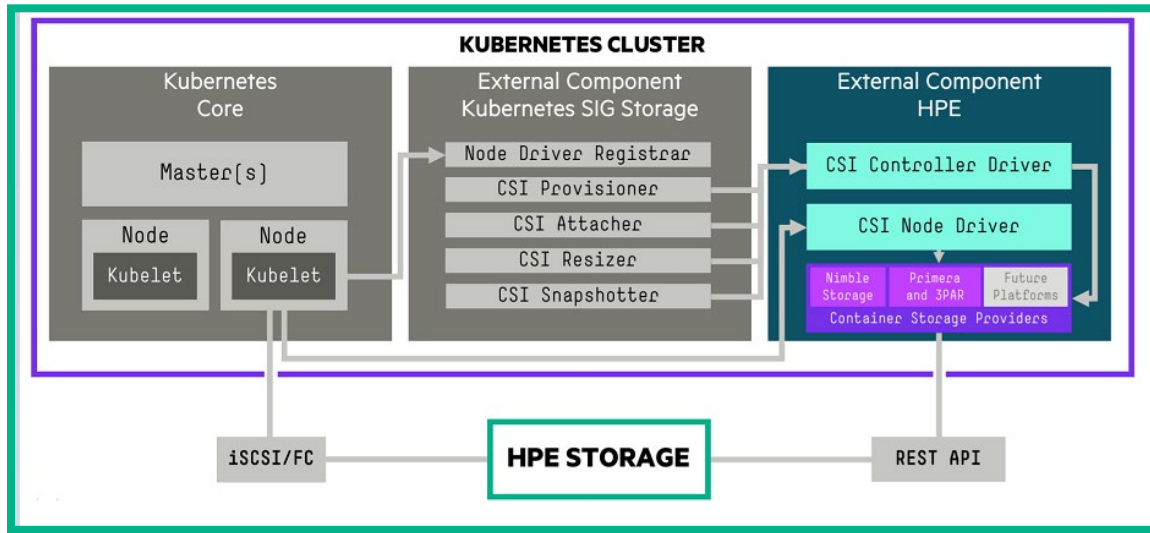 KUBERNETES CLUSTER
Kubernetes
Core
Master(s)
Node
Kubelet
Node
Kubelet
External Component
Kubernetes SIG Storage
Node Driver Registrar
CSI Provisioner
CSI Attacher
CSI Resizer
CSI Snapshotter
External Component
HPE
CSI Controller Driver
CSI Node Driver
Nimble
Storage
Primera
and 3PAR
Future
Platforms
Container Storage Providers
iSCSI/FC
HPE STORAGE
REST API